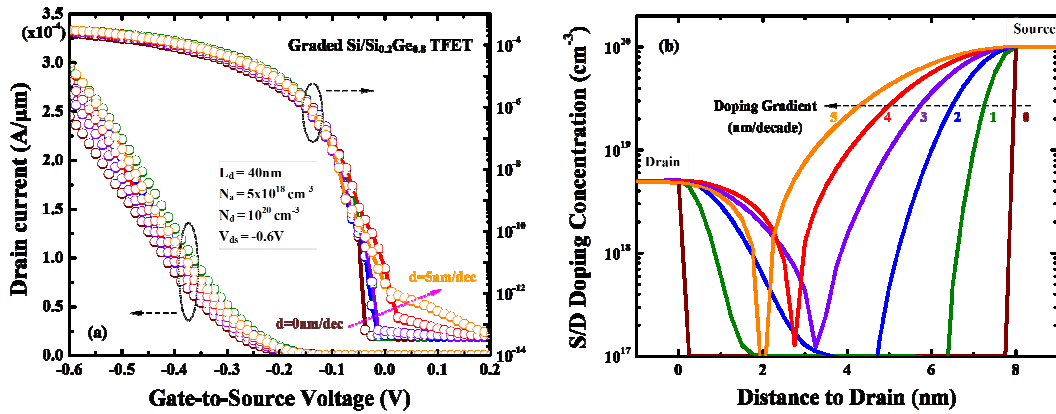 (x10⁻⁴)
3.5
3.0
2.5
2.0
1.5
1.0
0.5
0.0
Drain current (A/μm)
Graded Si/Si₀.₂Ge₀.₈ TFET
L_d = 40nm
N_a = 5x10¹⁸ cm⁻³
N_d = 10²⁰ cm⁻³
V_ds = -0.6V
d=5nm/dec
d=0nm/dec
(a)
10⁻⁴
10⁻⁶
10⁻⁸
10⁻¹⁰
10⁻¹²
10⁻¹⁴
-0.6 -0.5 -0.4 -0.3 -0.2 -0.1 0.0 0.1 0.2
Gate-to-Source Voltage (V)
S/D Doping Concentration (cm⁻³)
10²⁰
10¹⁹
10¹⁸
10¹⁷
(b)
Source
Doping Gradient
(nm/decade)
5 4 3 2 1 0
Drain
0 2 4 6 8
Distance to Drain (nm)